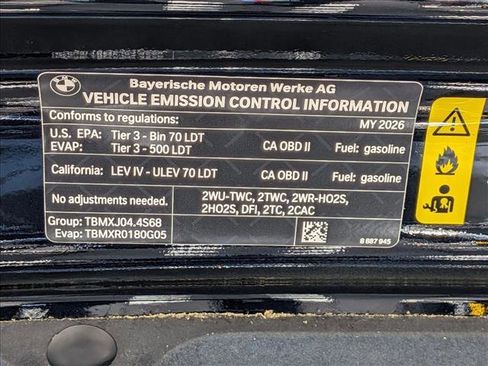 BMW
Bayerische Motoren Werke AG
VEHICLE EMISSION CONTROL INFORMATION
Conforms to regulations: MY 2026
U.S. EPA: Tier 3 - Bin 70 LDT CA OBD II Fuel: gasoline
EVAP: Tier 3 - 500 LDT
California: LEV IV - ULEV 70 LDT CA OBD II Fuel: gasoline
No adjustments needed. 2WU-TWC, 2TWC, 2WR-HO2S,
2HO2S, DFI, 2TC, 2CAC
Group: TBMXJ04.4S68
Evap: TBMXR0180G05
8 887 945